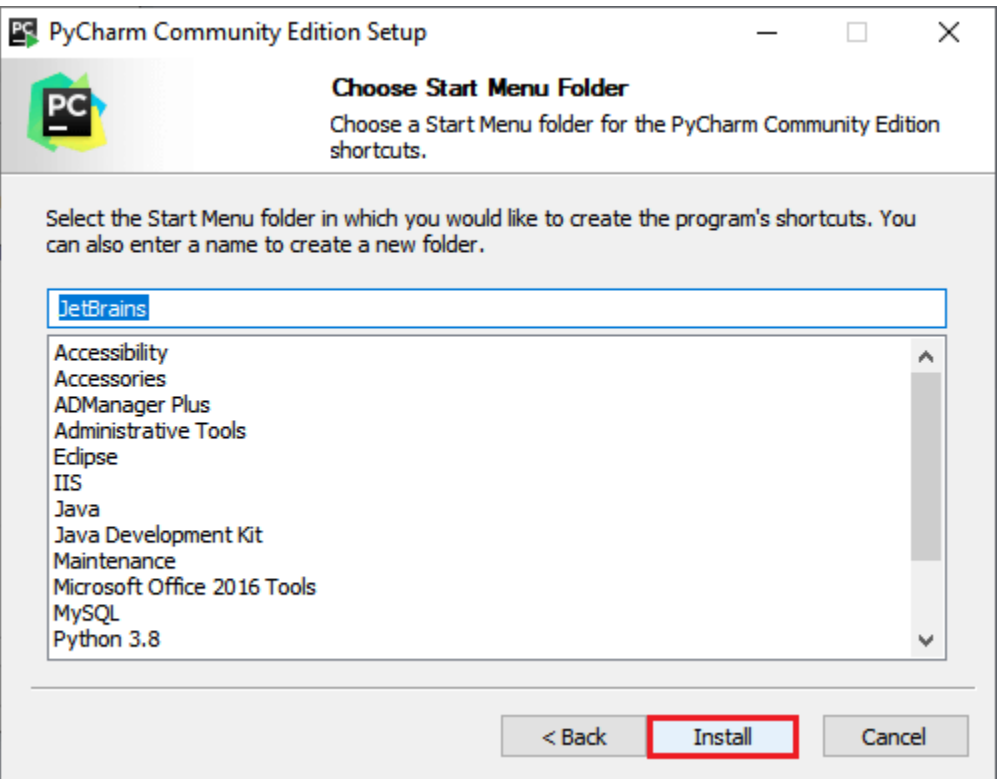 PC PyCharm Community Edition Setup
PC
Choose Start Menu Folder
Choose a Start Menu folder for the PyCharm Community Edition
shortcuts.
Select the Start Menu folder in which you would like to create the program's shortcuts. You
can also enter a name to create a new folder.
JetBrains
Accessibility
Accessories
ADManager Plus
Administrative Tools
Eclipse
IIS
Java
Java Development Kit
Maintenance
Microsoft Office 2016 Tools
MySQL
Python 3.8
< Back Install Cancel